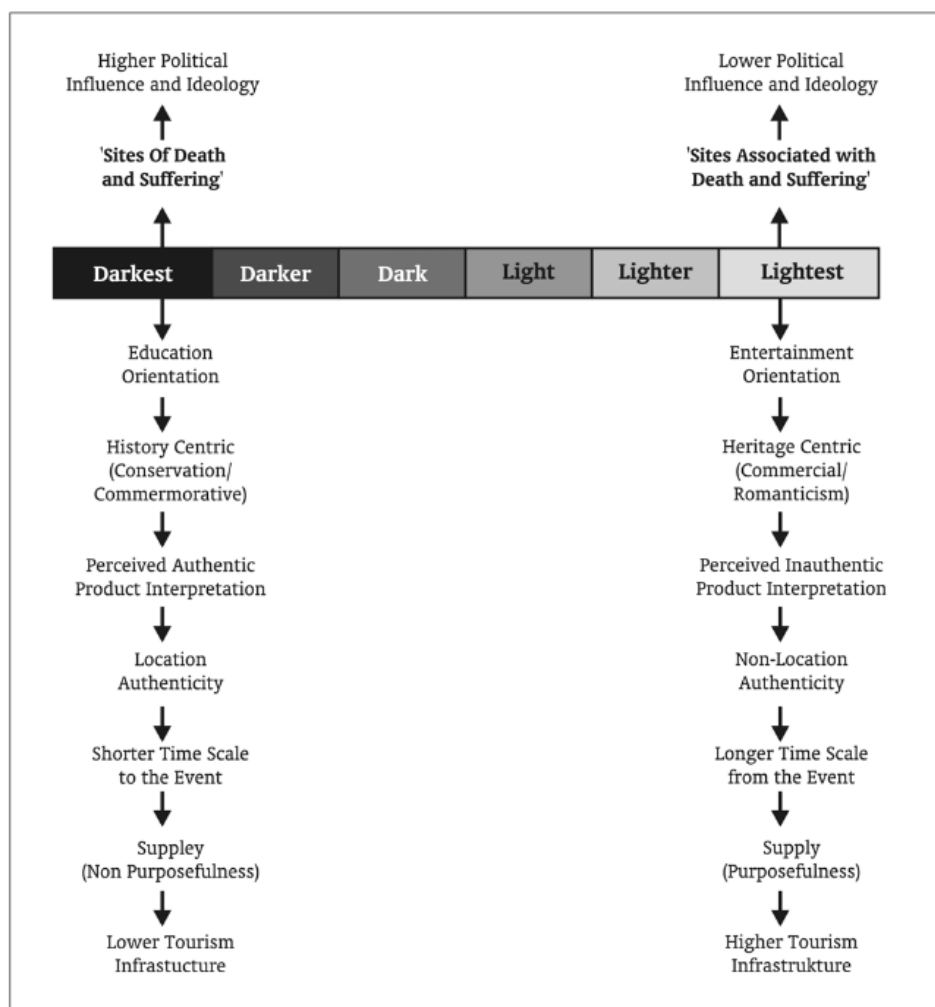 Higher Political
Influence and Ideology
Lower Political
Influence and Ideology
'Sites Of Death
and Suffering'
'Sites Associated with
Death and Suffering'
Darkest Darker Dark Light Lighter Lightest
Education
Orientation
History Centric
(Conservation/
Commermorative)
Perceived Authentic
Product Interpretation
Location
Authenticity
Shorter Time Scale
to the Event
Suppley
(Non Purposefulness)
Lower Tourism
Infrastucture
Entertainment
Orientation
Heritage Centric
(Commercial/
Romanticism)
Perceived Inauthentic
Product Interpretation
Non-Location
Authenticity
Longer Time Scale
from the Event
Supply
(Purposefulness)
Higher Tourism
Infrastrukture